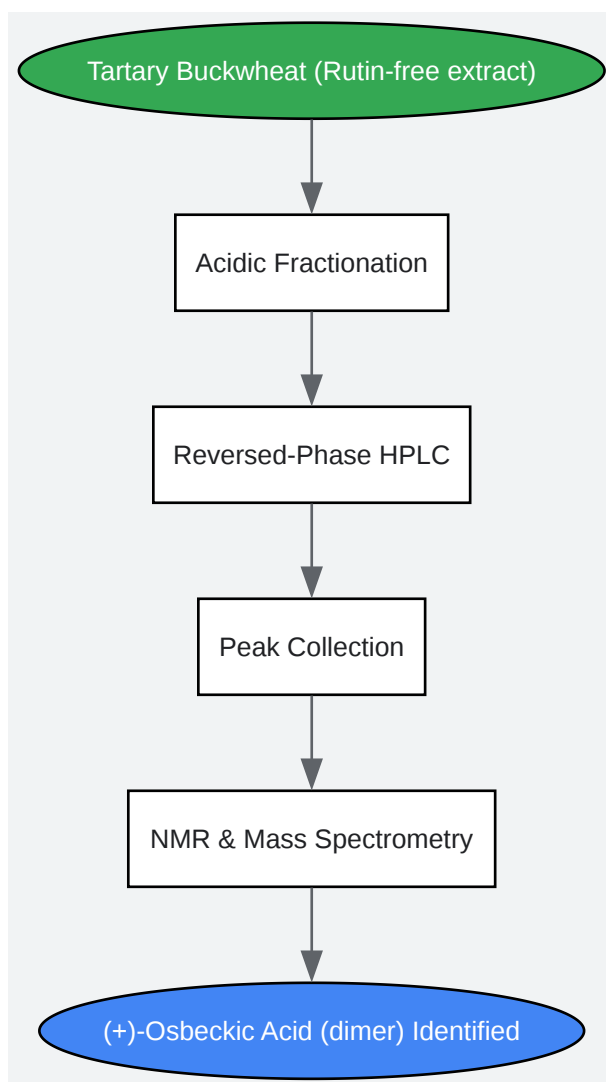 Tartary Buckwheat (Rutin-free extract)
Acidic Fractionation
Reversed-Phase HPLC
Peak Collection
NMR & Mass Spectrometry
(+)-Osbeckic Acid (dimer) Identified